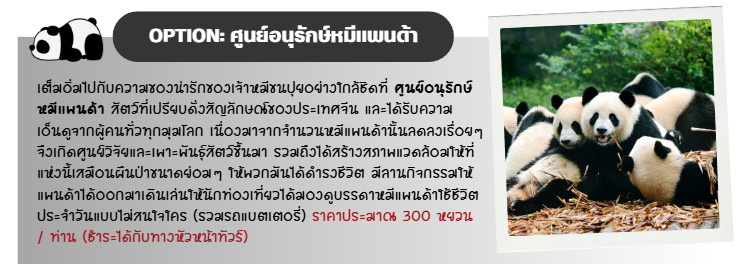 OPTION: ศูนย์อนุรักษ์หมีแพนด้า
เต็มอิ่มไปกับความของน่ารักของเจ้าหมีขนปุยอย่างใกล้ชิดที่ ศูนย์อนุรักษ์
หมีแพนด้า สัตว์ที่เปรียบดั่งสัญลักษณ์ของประเทศจีน และได้รับความ
เอ็นดูจากผู้คนทั่วทุกมุมโลก เนื่องมาจากจำนวนหมีแพนด้านั้นลดลงเรื่อยๆ
จึงเกิดศูนย์วิจัยและเพาะพันธุ์สัตว์ขึ้นมา รวมถึงได้สร้างสภาพแวดล้อมให้ที่
แห่งนี้เสมือนผืนป่าขนาดย่อมๆ ให้พวกมันได้ดำรงชีวิต มีลานกิจกรรมให้
แพนด้าได้ออกมาเดินเล่นให้นักท่องเที่ยวได้มองดูบรรดาหมีแพนด้าใช้ชีวิต
ประจำวันแบบไม่สนใจใคร (รวมรถแบตเตอรี่) ราคาประมาณ 300 หยวน
/ ท่าน (ชำระได้กับทางหัวหน้าทัวร์)